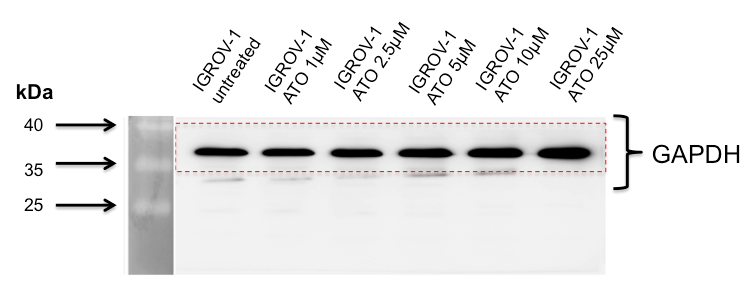 IGROV-1
untreated
IGROV-1
ATO 1µM
IGROV-1
ATO 2.5µM
IGROV-1
ATO 5µM
IGROV-1
ATO 10µM
IGROV-1
ATO 25µM
kDa
40
35
25
GAPDH